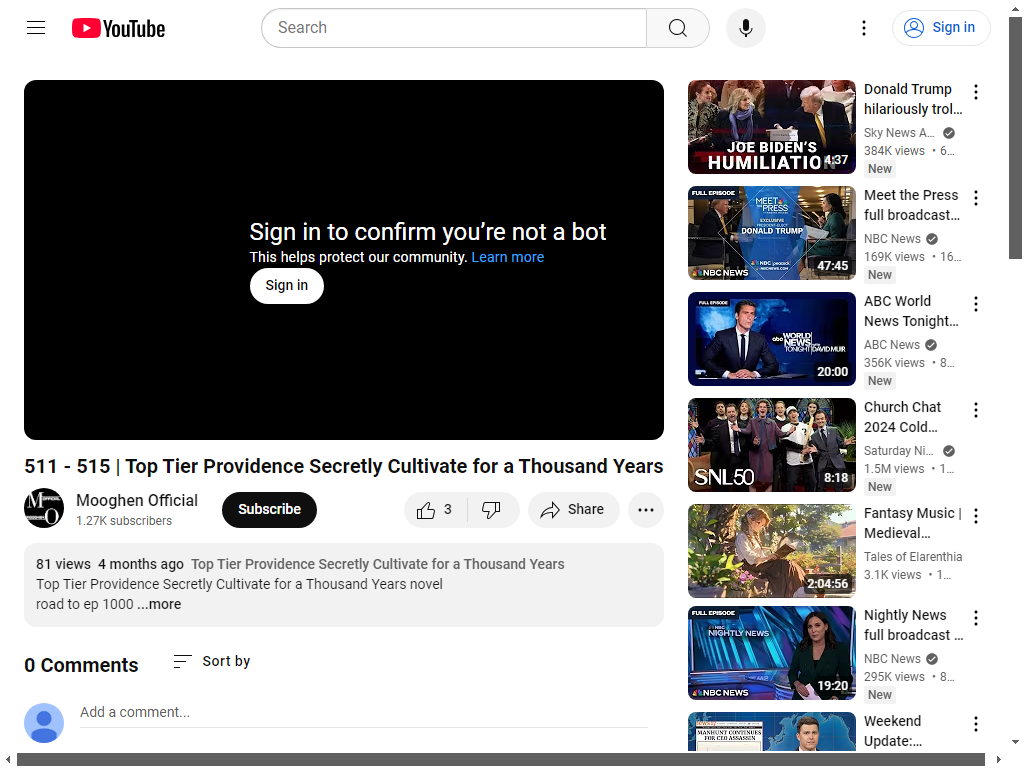 YouTube
Search
Sign in
Sign in to confirm you’re not a bot
This helps protect our community. Learn more
Sign in
511 - 515 | Top Tier Providence Secretly Cultivate for a Thousand Years
Mooghen Official
1.27K subscribers
Subscribe
3
Share
81 views 4 months ago Top Tier Providence Secretly Cultivate for a Thousand Years
Top Tier Providence Secretly Cultivate for a Thousand Years novel
road to ep 1000 ...more
0 Comments
Sort by
Add a comment...
JOE BIDEN'S
HUMILIATION
4:37
Donald Trump
hilariously trol...
Sky News A...
384K views • 6...
New
FULL EPISODE
MEET THE
PRESS
EXCLUSIVE
PRESIDENT-ELECT
DONALD TRUMP
NBC peacock
NBCNEWS.COM
NBC NEWS
47:45
Meet the Press
full broadcast...
NBC News
169K views • 16...
New
FULL EPISODE
abc WORLD
NEWS
TONIGHT DAVID MUIR
20:00
ABC World
News Tonight...
ABC News
356K views • 8...
New
SNL50
8:18
Church Chat
2024 Cold...
Saturday Ni...
1.5M views • 1...
New
2:04:56
Fantasy Music |
Medieval...
Tales of Elarenthia
3.1K views • 1...
FULL EPISODE
NBC
NIGHTLY NEWS
NBC NEWS
19:20
Nightly News
full broadcast ...
NBC News
295K views • 8...
New
MANHUNT CONTINUES
FOR CEO ASSASSIN
Weekend
Update:...